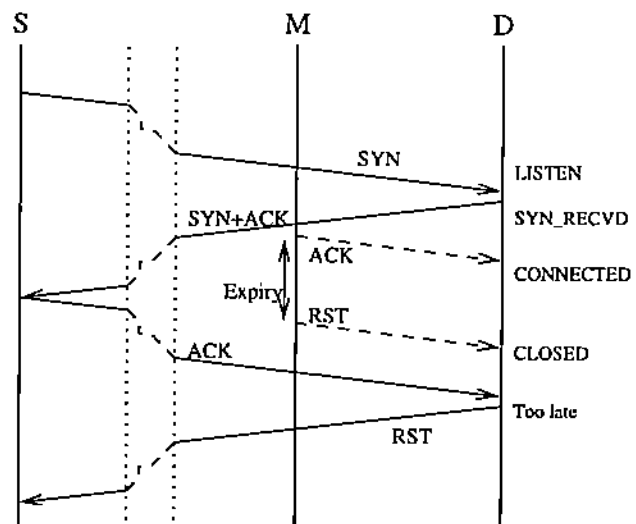 S M D
SYN
LISTEN
SYN+ACK
SYN_RECVD
ACK
CONNECTED
Expiry
RST
CLOSED
ACK
Too late
RST